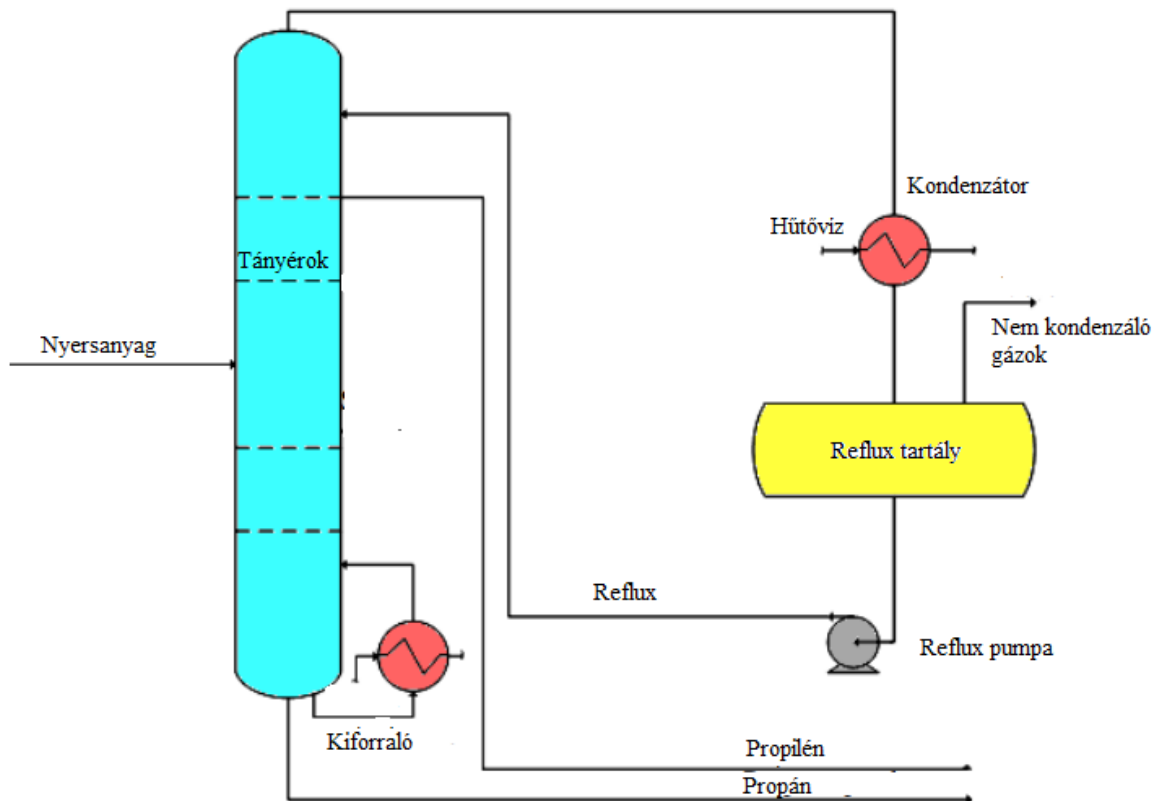 Kondenzátor
Hűtővíz
Tányérok
Nem kondenzáló
gázok
Nyersanyag
Reflux tartály
Reflux
Reflux pumpa
Kiforraló
Propilén
Propán